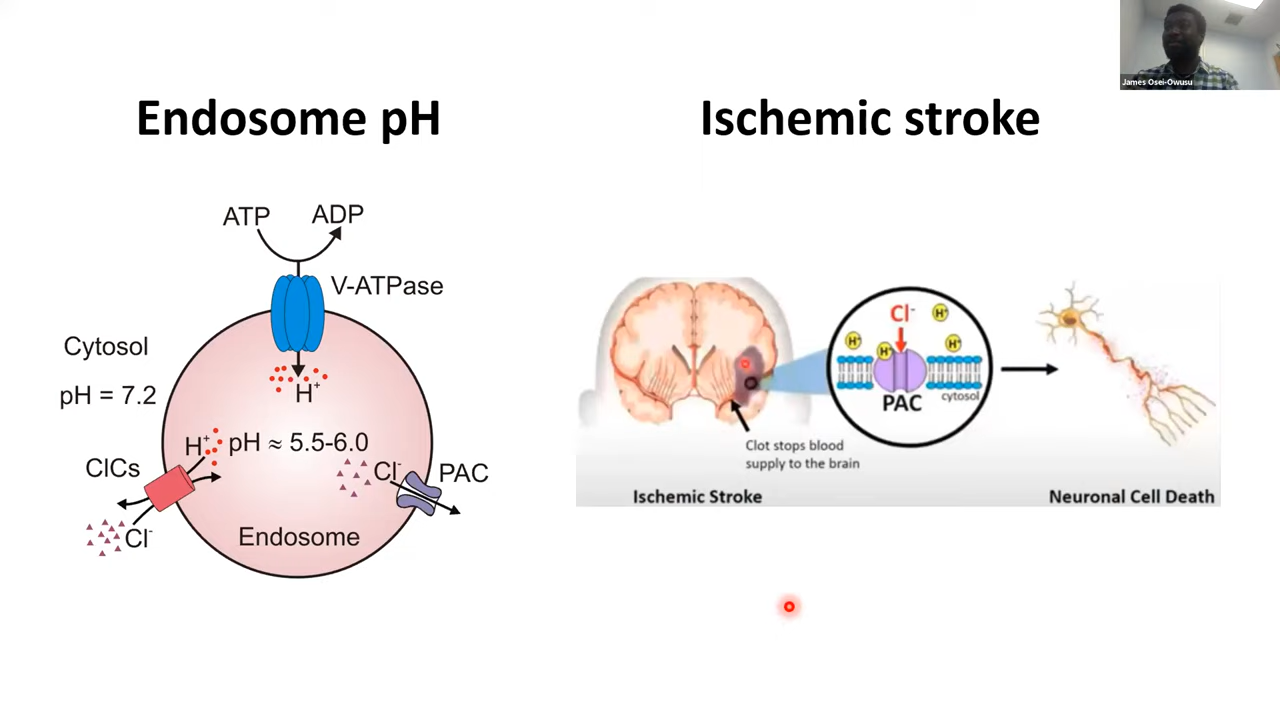 James Osei-Owusu
Endosome pH
Ischemic stroke
ATP
ADP
V-ATPase
Cytosol
pH = 7.2
H⁺
H⁺
pH ≈ 5.5-6.0
ClCs
Cl⁻
PAC
Cl⁻
Endosome
Cl⁻
H⁺
H⁺
H⁺
H⁺
PAC
cytosol
Clot stops blood
supply to the brain
Ischemic Stroke
Neuronal Cell Death